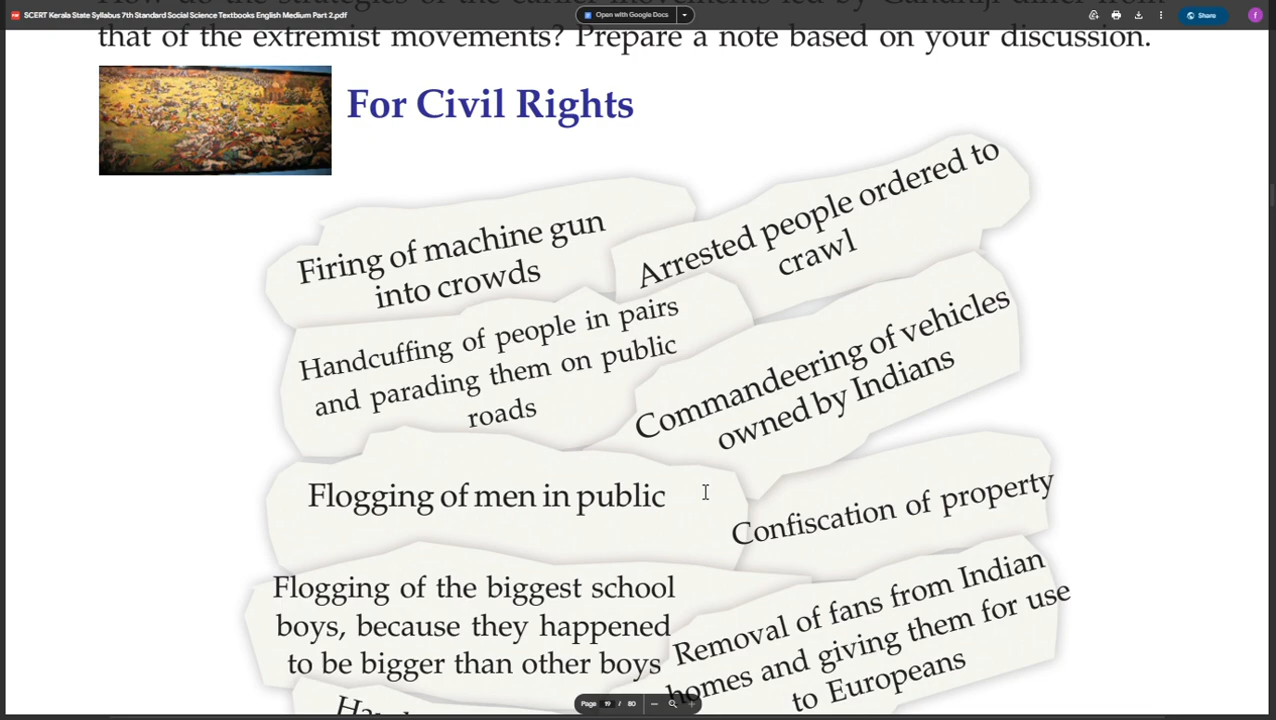 SCERT Kerala State Syllabus 7th Standard Social Science Textbooks English Medium Part 2.pdf
Open with Google Docs
Share
f
that of the extremist movements? Prepare a note based on your discussion.
For Civil Rights
Firing of machine gun
into crowds
Arrested people ordered to
crawl
Handcuffing of people in pairs
and parading them on public
roads
Commandeering of vehicles
owned by Indians
Flogging of men in public
Confiscation of property
Flogging of the biggest school
boys, because they happened
to be bigger than other boys
Removal of fans from Indian
homes and giving them for use
to Europeans
Page 19 / 80